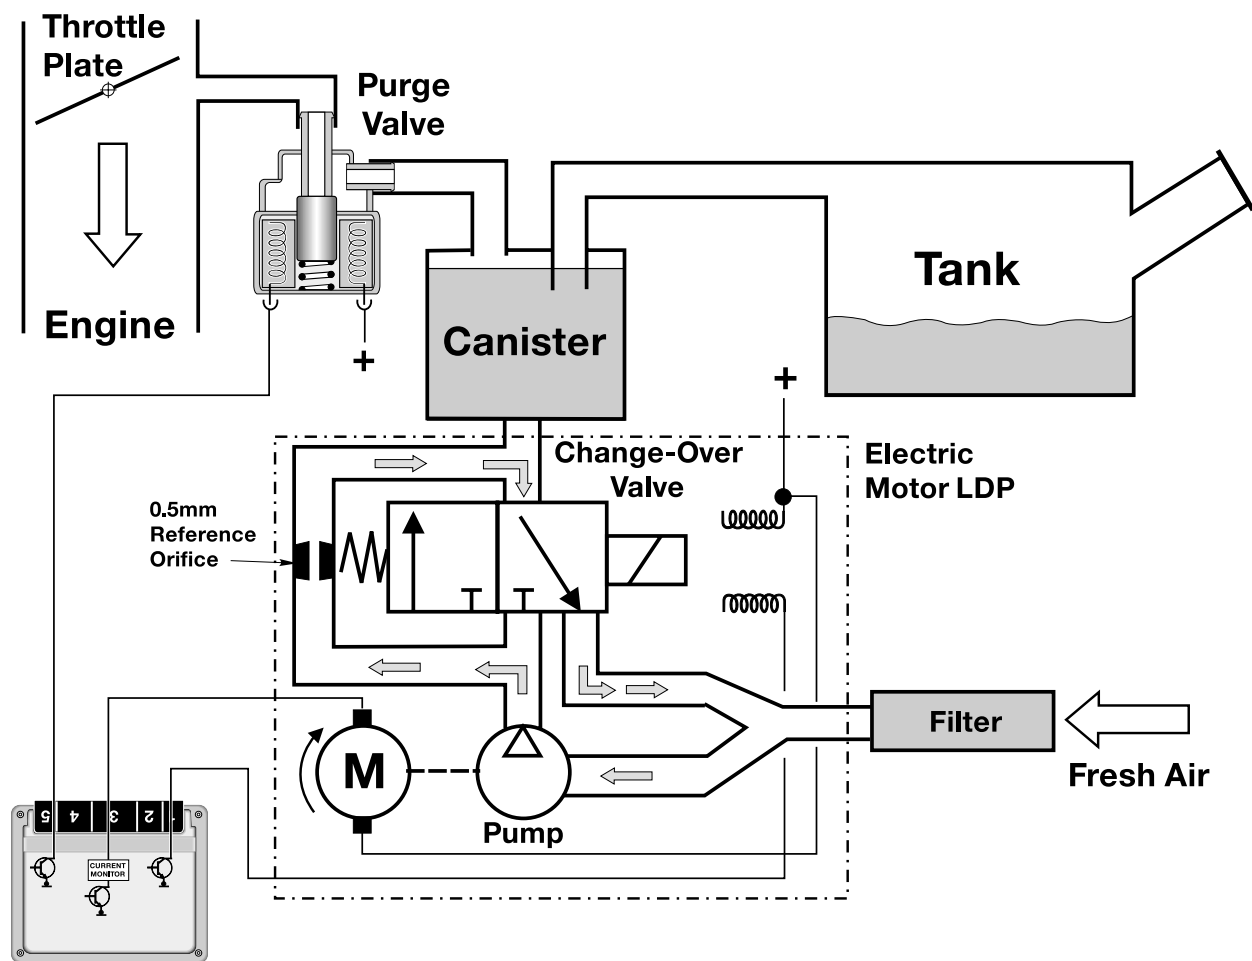 Throttle
Plate
Purge
Valve
Engine
+
Canister
Tank
+
Change-Over
Valve
Electric
Motor LDP
0.5mm
Reference
Orifice
M
Pump
Filter
Fresh Air
5 4 3 2 1
CURRENT
MONITOR